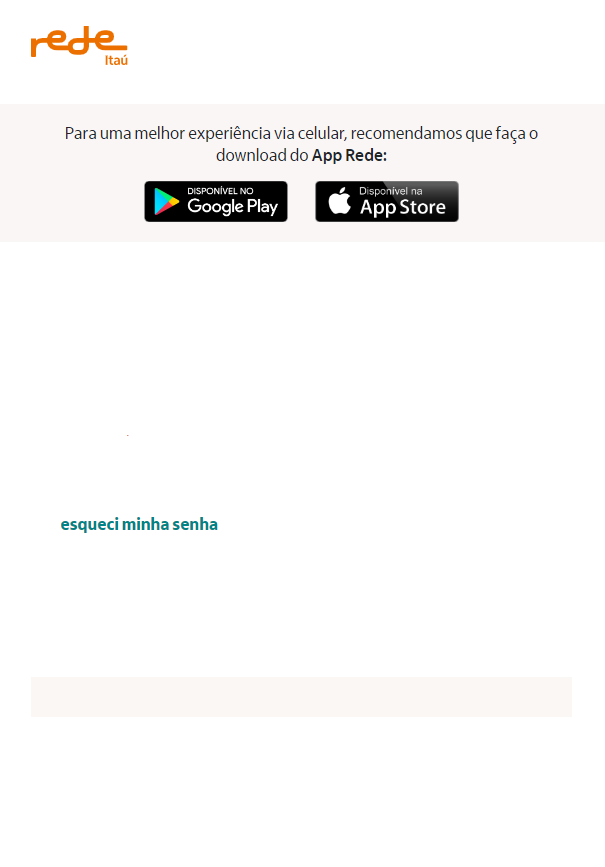 rede
Itaú
Para uma melhor experiência via celular, recomendamos que faça o
download do App Rede:
DISPONÍVEL NO
Google Play
Disponível na
App Store
esqueci minha senha